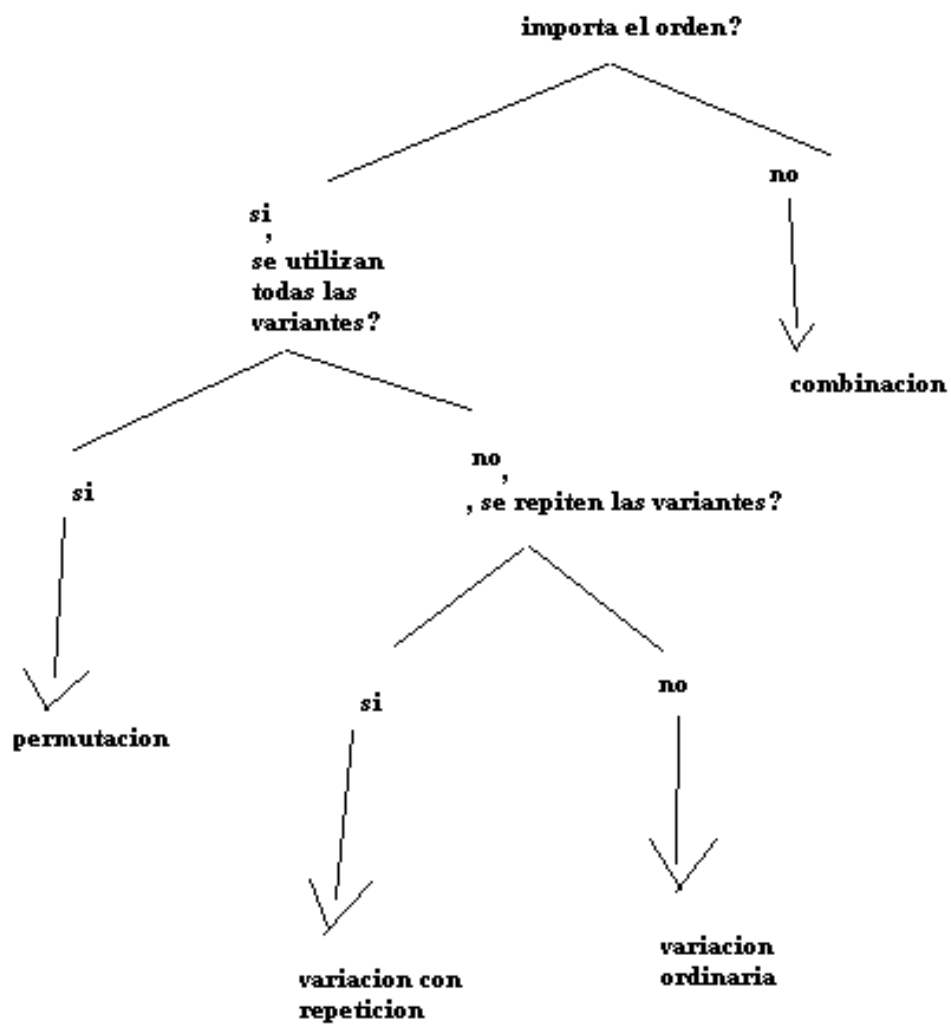 importa el orden?
no
si
,
se utilizan
todas las
variantes?
combinacion
no,
si
, se repiten las variantes?
no
si
permutacion
variacion
ordinaria
variacion con
repeticion